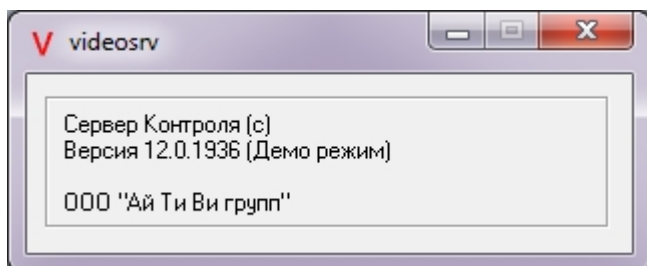 videosrv
Сервер Контроля (с)
Версия 12.0.1936 (Демо режим)
ООО "Ай Ти Ви групп"